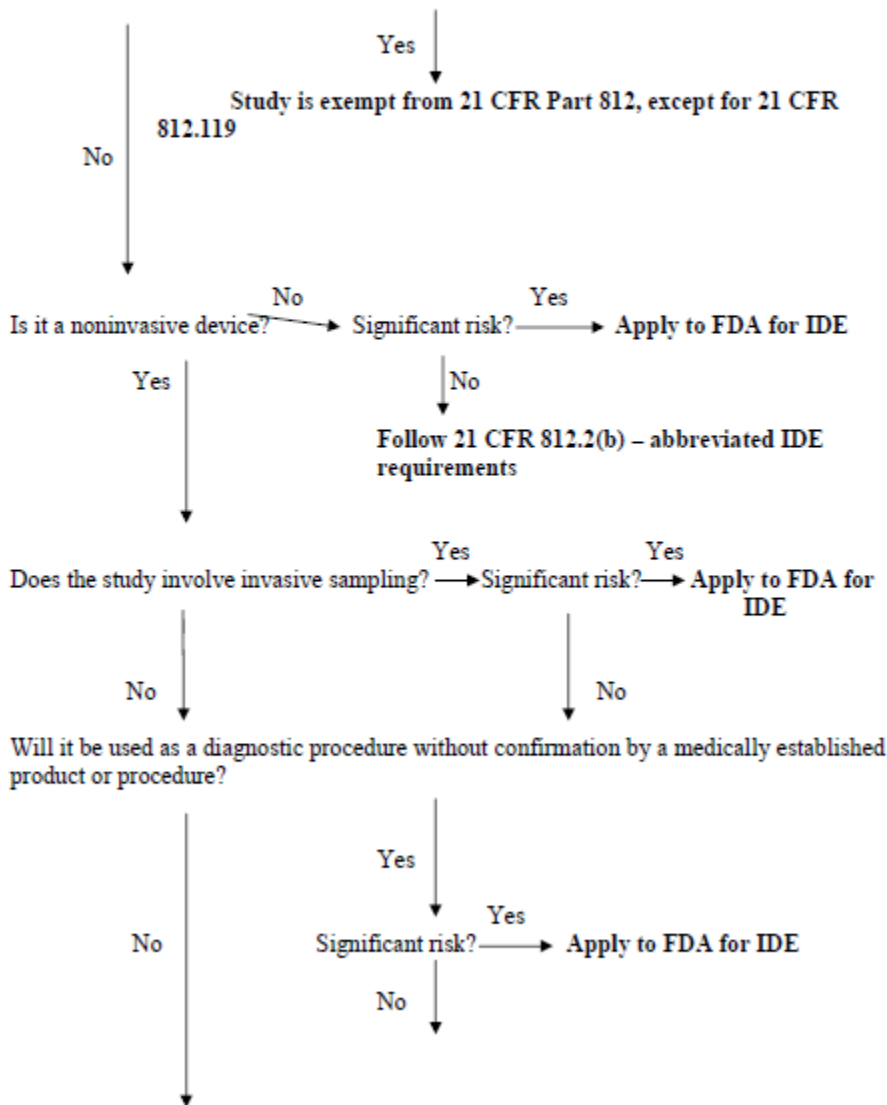 Yes
Study is exempt from 21 CFR Part 812, except for 21 CFR
812.119
No
No
Yes
Is it a noninvasive device?
Significant risk?
Apply to FDA for IDE
Yes
No
Follow 21 CFR 812.2(b) – abbreviated IDE
requirements
Yes
Yes
Does the study involve invasive sampling?
Significant risk?
Apply to FDA for
IDE
No
No
Will it be used as a diagnostic procedure without confirmation by a medically established
product or procedure?
Yes
Yes
No
Significant risk?
Apply to FDA for IDE
No